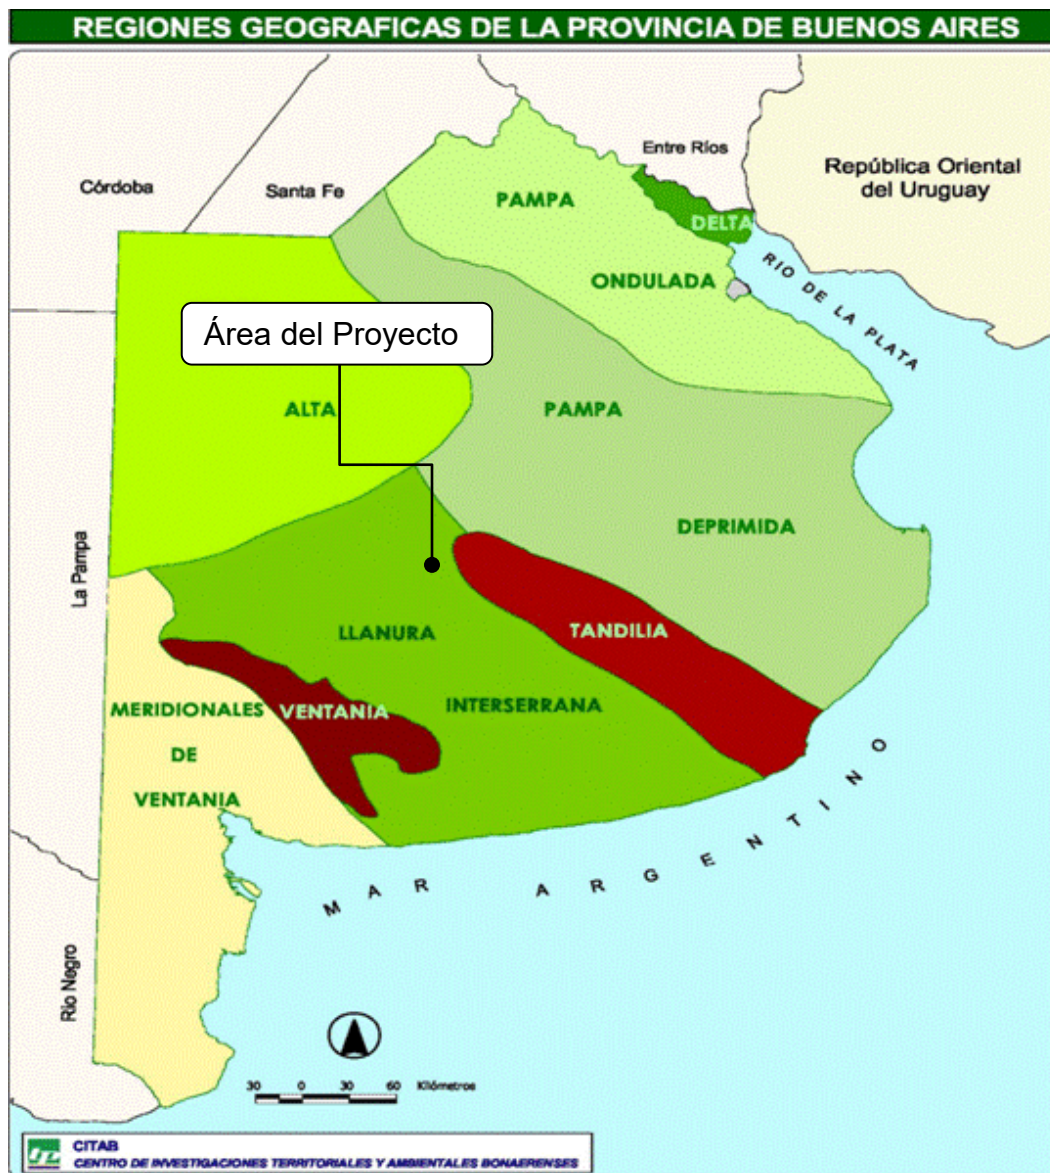 REGIONES GEOGRAFICAS DE LA PROVINCIA DE BUENOS AIRES
Entre Ríos
República Oriental
del Uruguay
Córdoba
Santa Fe
PAMPA
DELTA
ONDULADA
RIO DE LA PLATA
Área del Proyecto
ALTA
PAMPA
DEPRIMIDA
La Pampa
LLANURA
TANDILIA
INTERSERRANA
MERIDIONALES
DE
VENTANIA
VENTANIA
MAR ARGENTINO
Rio Negro
30 0 30 60 Kilómetros
CITAB
CENTRO DE INVESTIGACIONES TERRITORIALES Y AMBIENTALES BONAERENSES